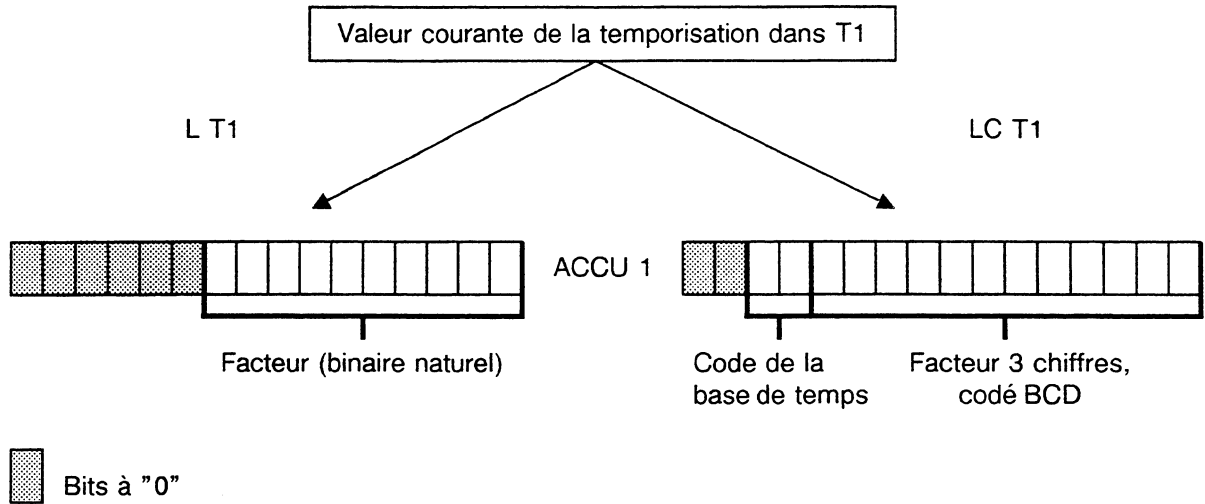 Valeur courante de la temporisation dans T1
L T1
LC T1
ACCU 1
Facteur (binaire naturel)
Code de la
base de temps
Facteur 3 chiffres,
codé BCD
Bits à "0"